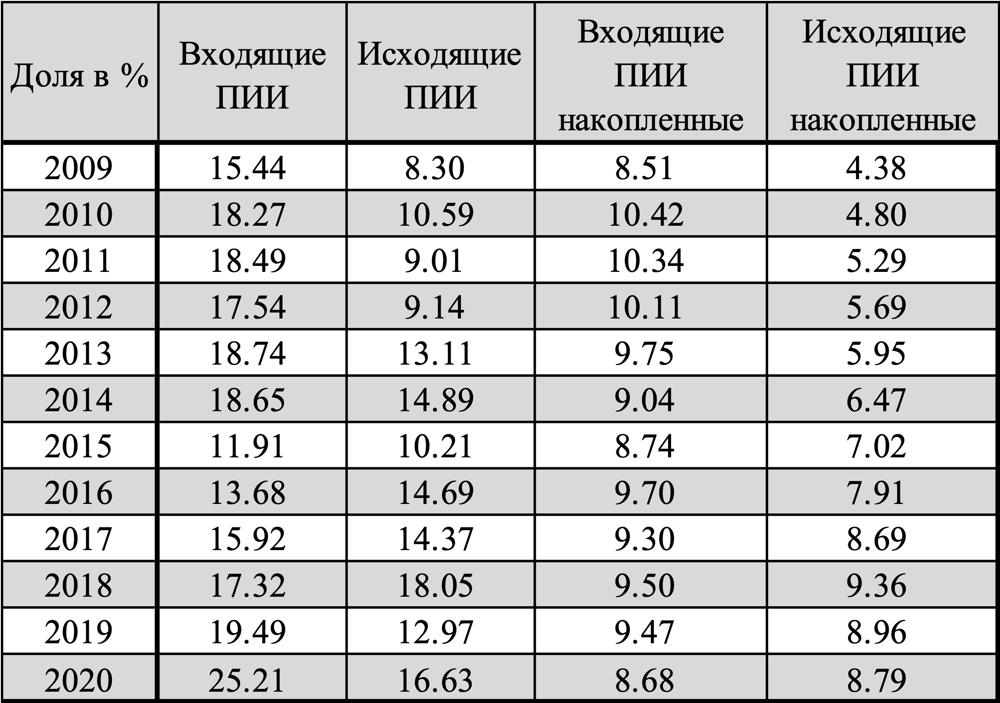 Доля в %
Входящие
ПИИ
Исходящие
ПИИ
Входящие
ПИИ
накопленные
Исходящие
ПИИ
накопленные
2009 15.44 8.30 8.51 4.38
2010 18.27 10.59 10.42 4.80
2011 18.49 9.01 10.34 5.29
2012 17.54 9.14 10.11 5.69
2013 18.74 13.11 9.75 5.95
2014 18.65 14.89 9.04 6.47
2015 11.91 10.21 8.74 7.02
2016 13.68 14.69 9.70 7.91
2017 15.92 14.37 9.30 8.69
2018 17.32 18.05 9.50 9.36
2019 19.49 12.97 9.47 8.96
2020 25.21 16.63 8.68 8.79